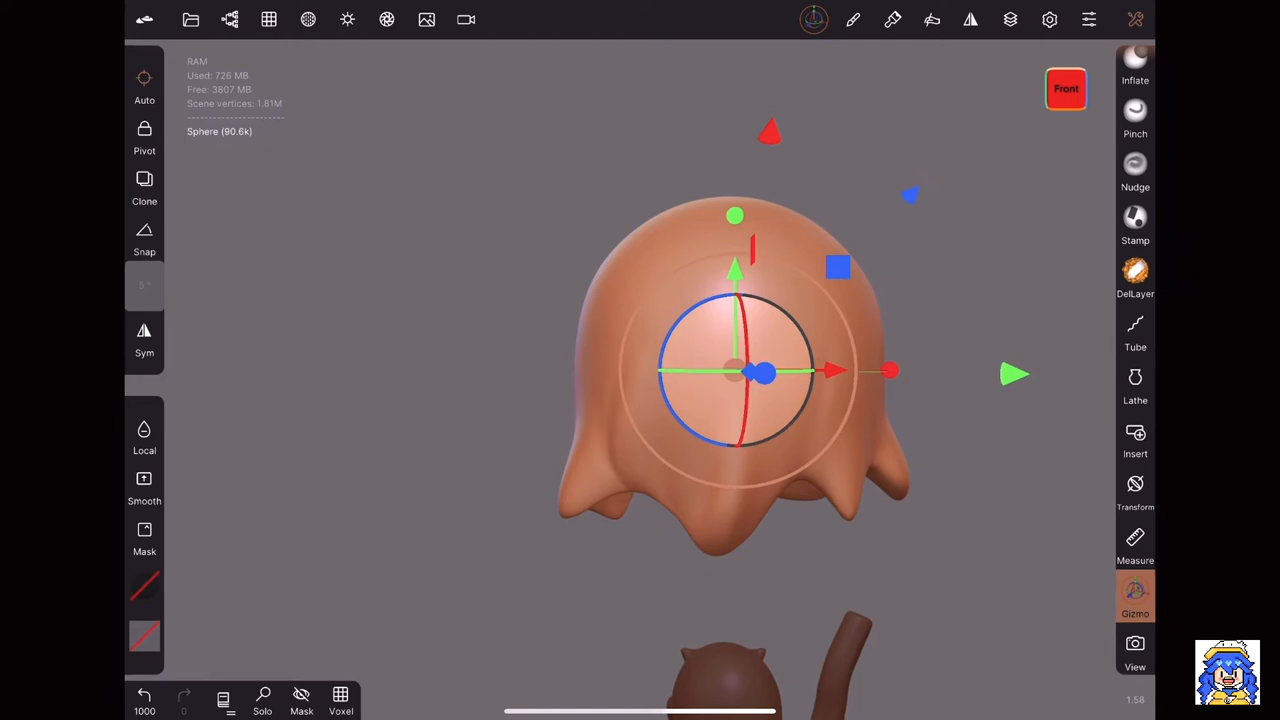 RAM
Used: 726 MB
Free: 3807 MB
Scene vertices: 1.81M
Sphere (90.6k)
Front
Auto
Pivot
Clone
Snap
5°
Sym
Local
Smooth
Mask
Inflate
Pinch
Nudge
Stamp
DelLayer
Tube
Lathe
Insert
Transform
Measure
Gizmo
View
1.58
1000
0
Solo
Mask
Voxel